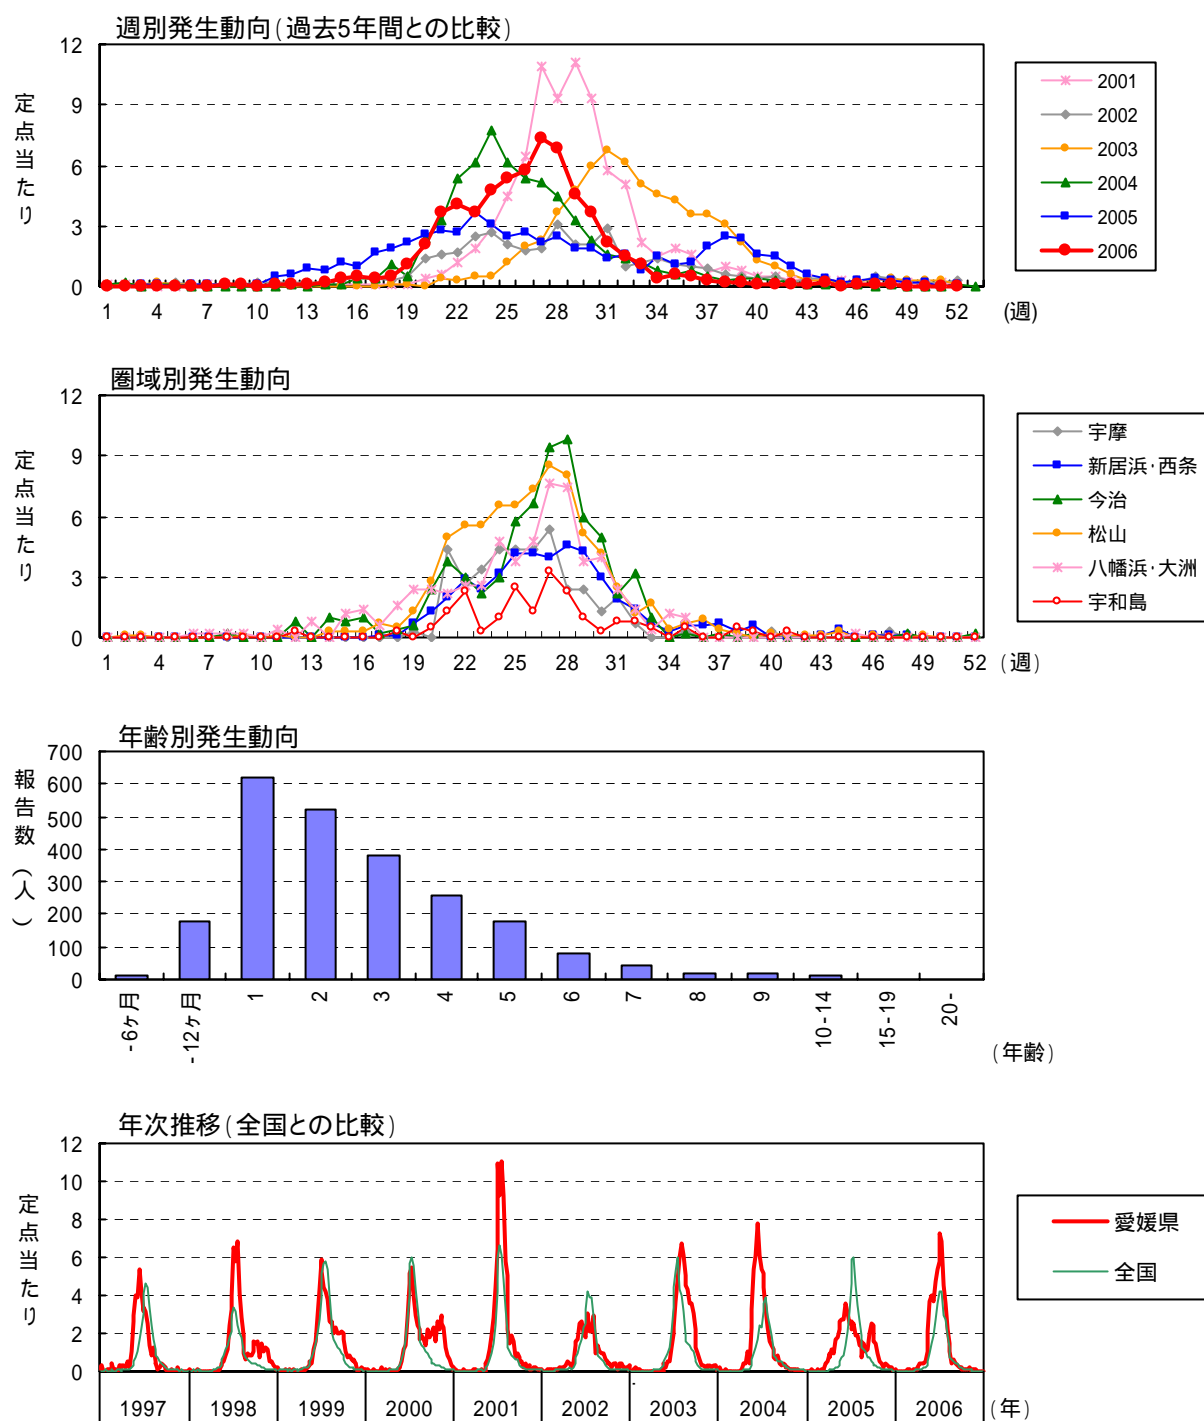 週別発生動向(過去5年間との比較)
定点当たり
12
9
6
3
0
1 4 7 10 13 16 19 22 25 28 31 34 37 40 43 46 49 52 (週)
2001
2002
2003
2004
2005
2006
圏域別発生動向
定点当たり
12
9
6
3
0
1 4 7 10 13 16 19 22 25 28 31 34 37 40 43 46 49 52 (週)
宇摩
新居浜・西条
今治
松山
八幡浜・大洲
宇和島
年齢別発生動向
報告数(人)
700
600
500
400
300
200
100
0
-6ヶ月 -12ヶ月 1 2 3 4 5 6 7 8 9 10-14 15-19 20-
(年齢)
年次推移(全国との比較)
定点当たり
12
10
8
6
4
2
0
1997 1998 1999 2000 2001 2002 2003 2004 2005 2006 (年)
愛媛県
全国